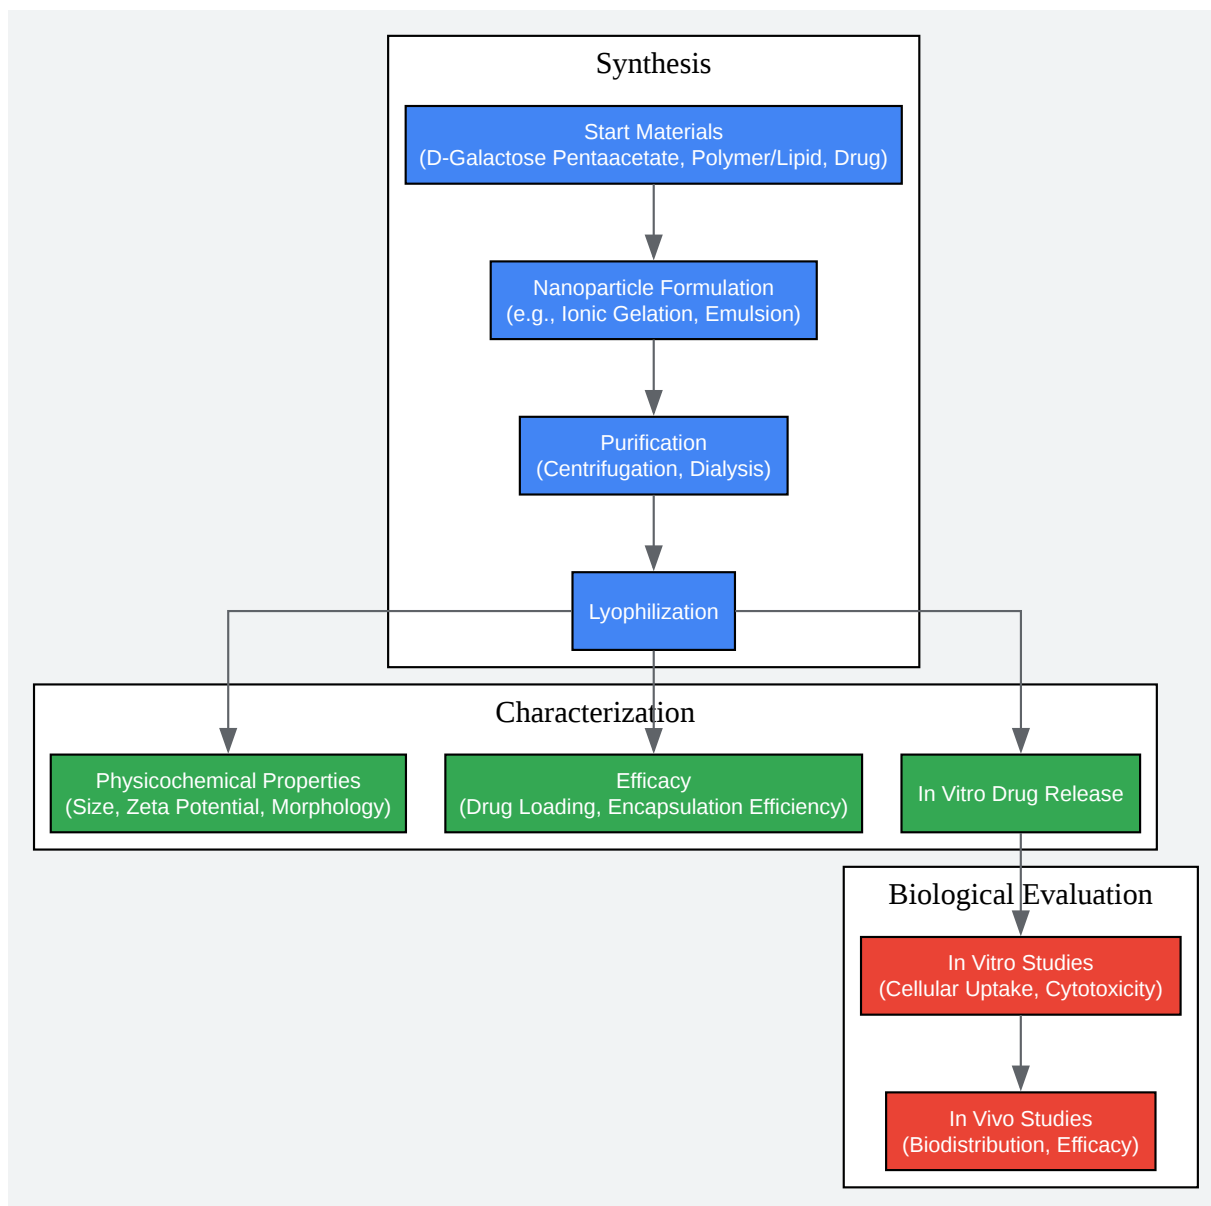 Synthesis
Start Materials
(D-Galactose Pentaacetate, Polymer/Lipid, Drug)
Nanoparticle Formulation
(e.g., Ionic Gelation, Emulsion)
Purification
(Centrifugation, Dialysis)
Lyophilization
Characterization
Physicochemical Properties
(Size, Zeta Potential, Morphology)
Efficacy
(Drug Loading, Encapsulation Efficiency)
In Vitro Drug Release
Biological Evaluation
In Vitro Studies
(Cellular Uptake, Cytotoxicity)
In Vivo Studies
(Biodistribution, Efficacy)